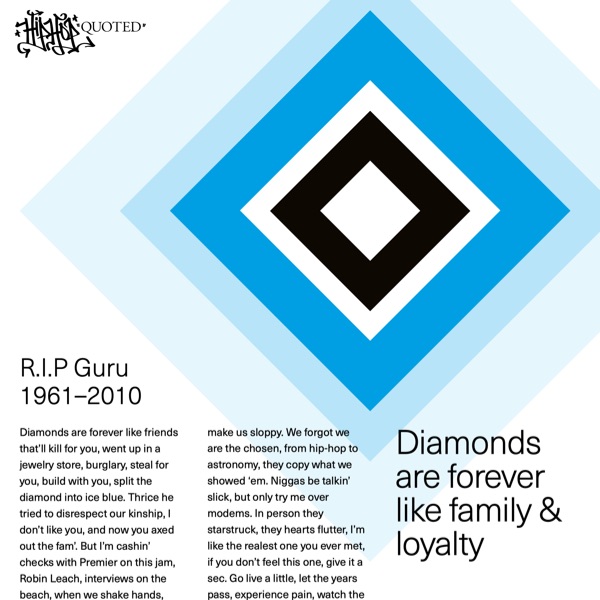 HIPHOP QUOTED
R.I.P Guru
1961–2010
Diamonds are forever like friends
that’ll kill for you, went up in a
jewelry store, burglary, steal for
you, build with you, split the
diamond into ice blue. Thrice he
tried to disrespect our kinship, I
don’t like you, and now you axed
out the fam’. But I’m cashin’
checks with Premier on this jam,
Robin Leach, interviews on the
beach, when we shake hands,
make us sloppy. We forgot we
are the chosen, from hip-hop to
astronomy, they copy what we
showed ‘em. Niggas be talkin’
slick, but only try me over
modems. In person they
starstruck, they hearts flutter, I’m
like the realest one you ever met,
if you don’t feel this one, give it a
sec. Go live a little, let the years
pass, experience pain, watch the
Diamonds
are forever
like family &
loyalty